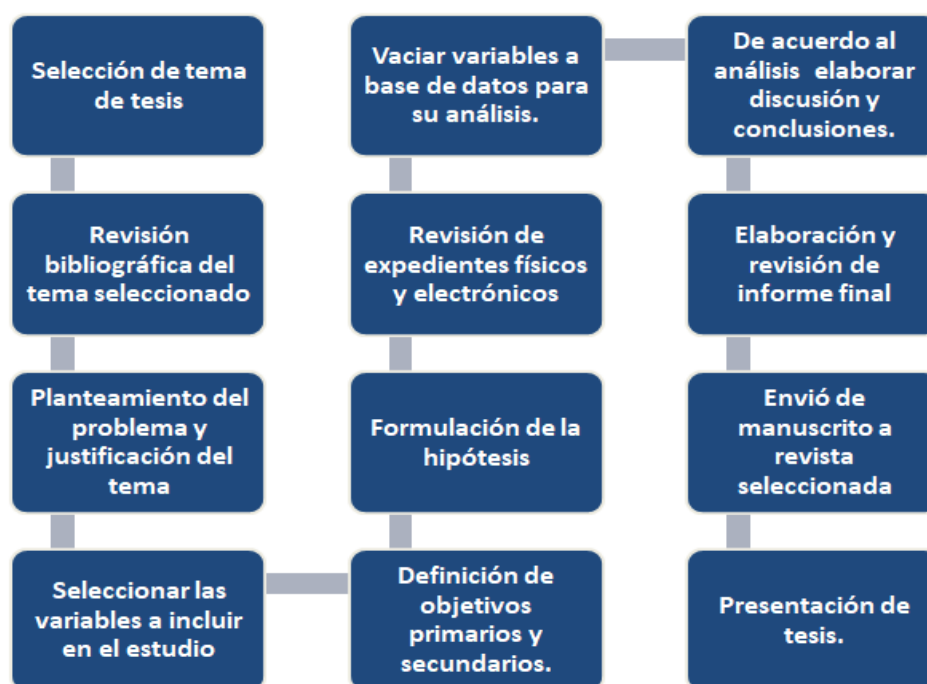 Selección de tema
de tesis
Revisión
bibliográfica del
tema seleccionado
Planteamiento del
problema y
justificación del
tema
Seleccionar las
variables a incluir
en el estudio
Definición de
objetivos
primarios y
secundarios.
Formulación de la
hipótesis
Revisión de
expedientes físicos
y electrónicos
Vaciar variables a
base de datos para
su análisis.
De acuerdo al
análisis elaborar
discusión y
conclusiones.
Elaboración y
revisión de
informe final
Envió de
manuscrito a
revista
seleccionada
Presentación de
tesis.